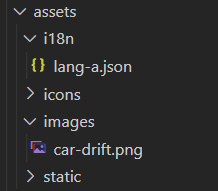 assets
i18n
{} lang-a.json
icons
images
car-drift.png
static